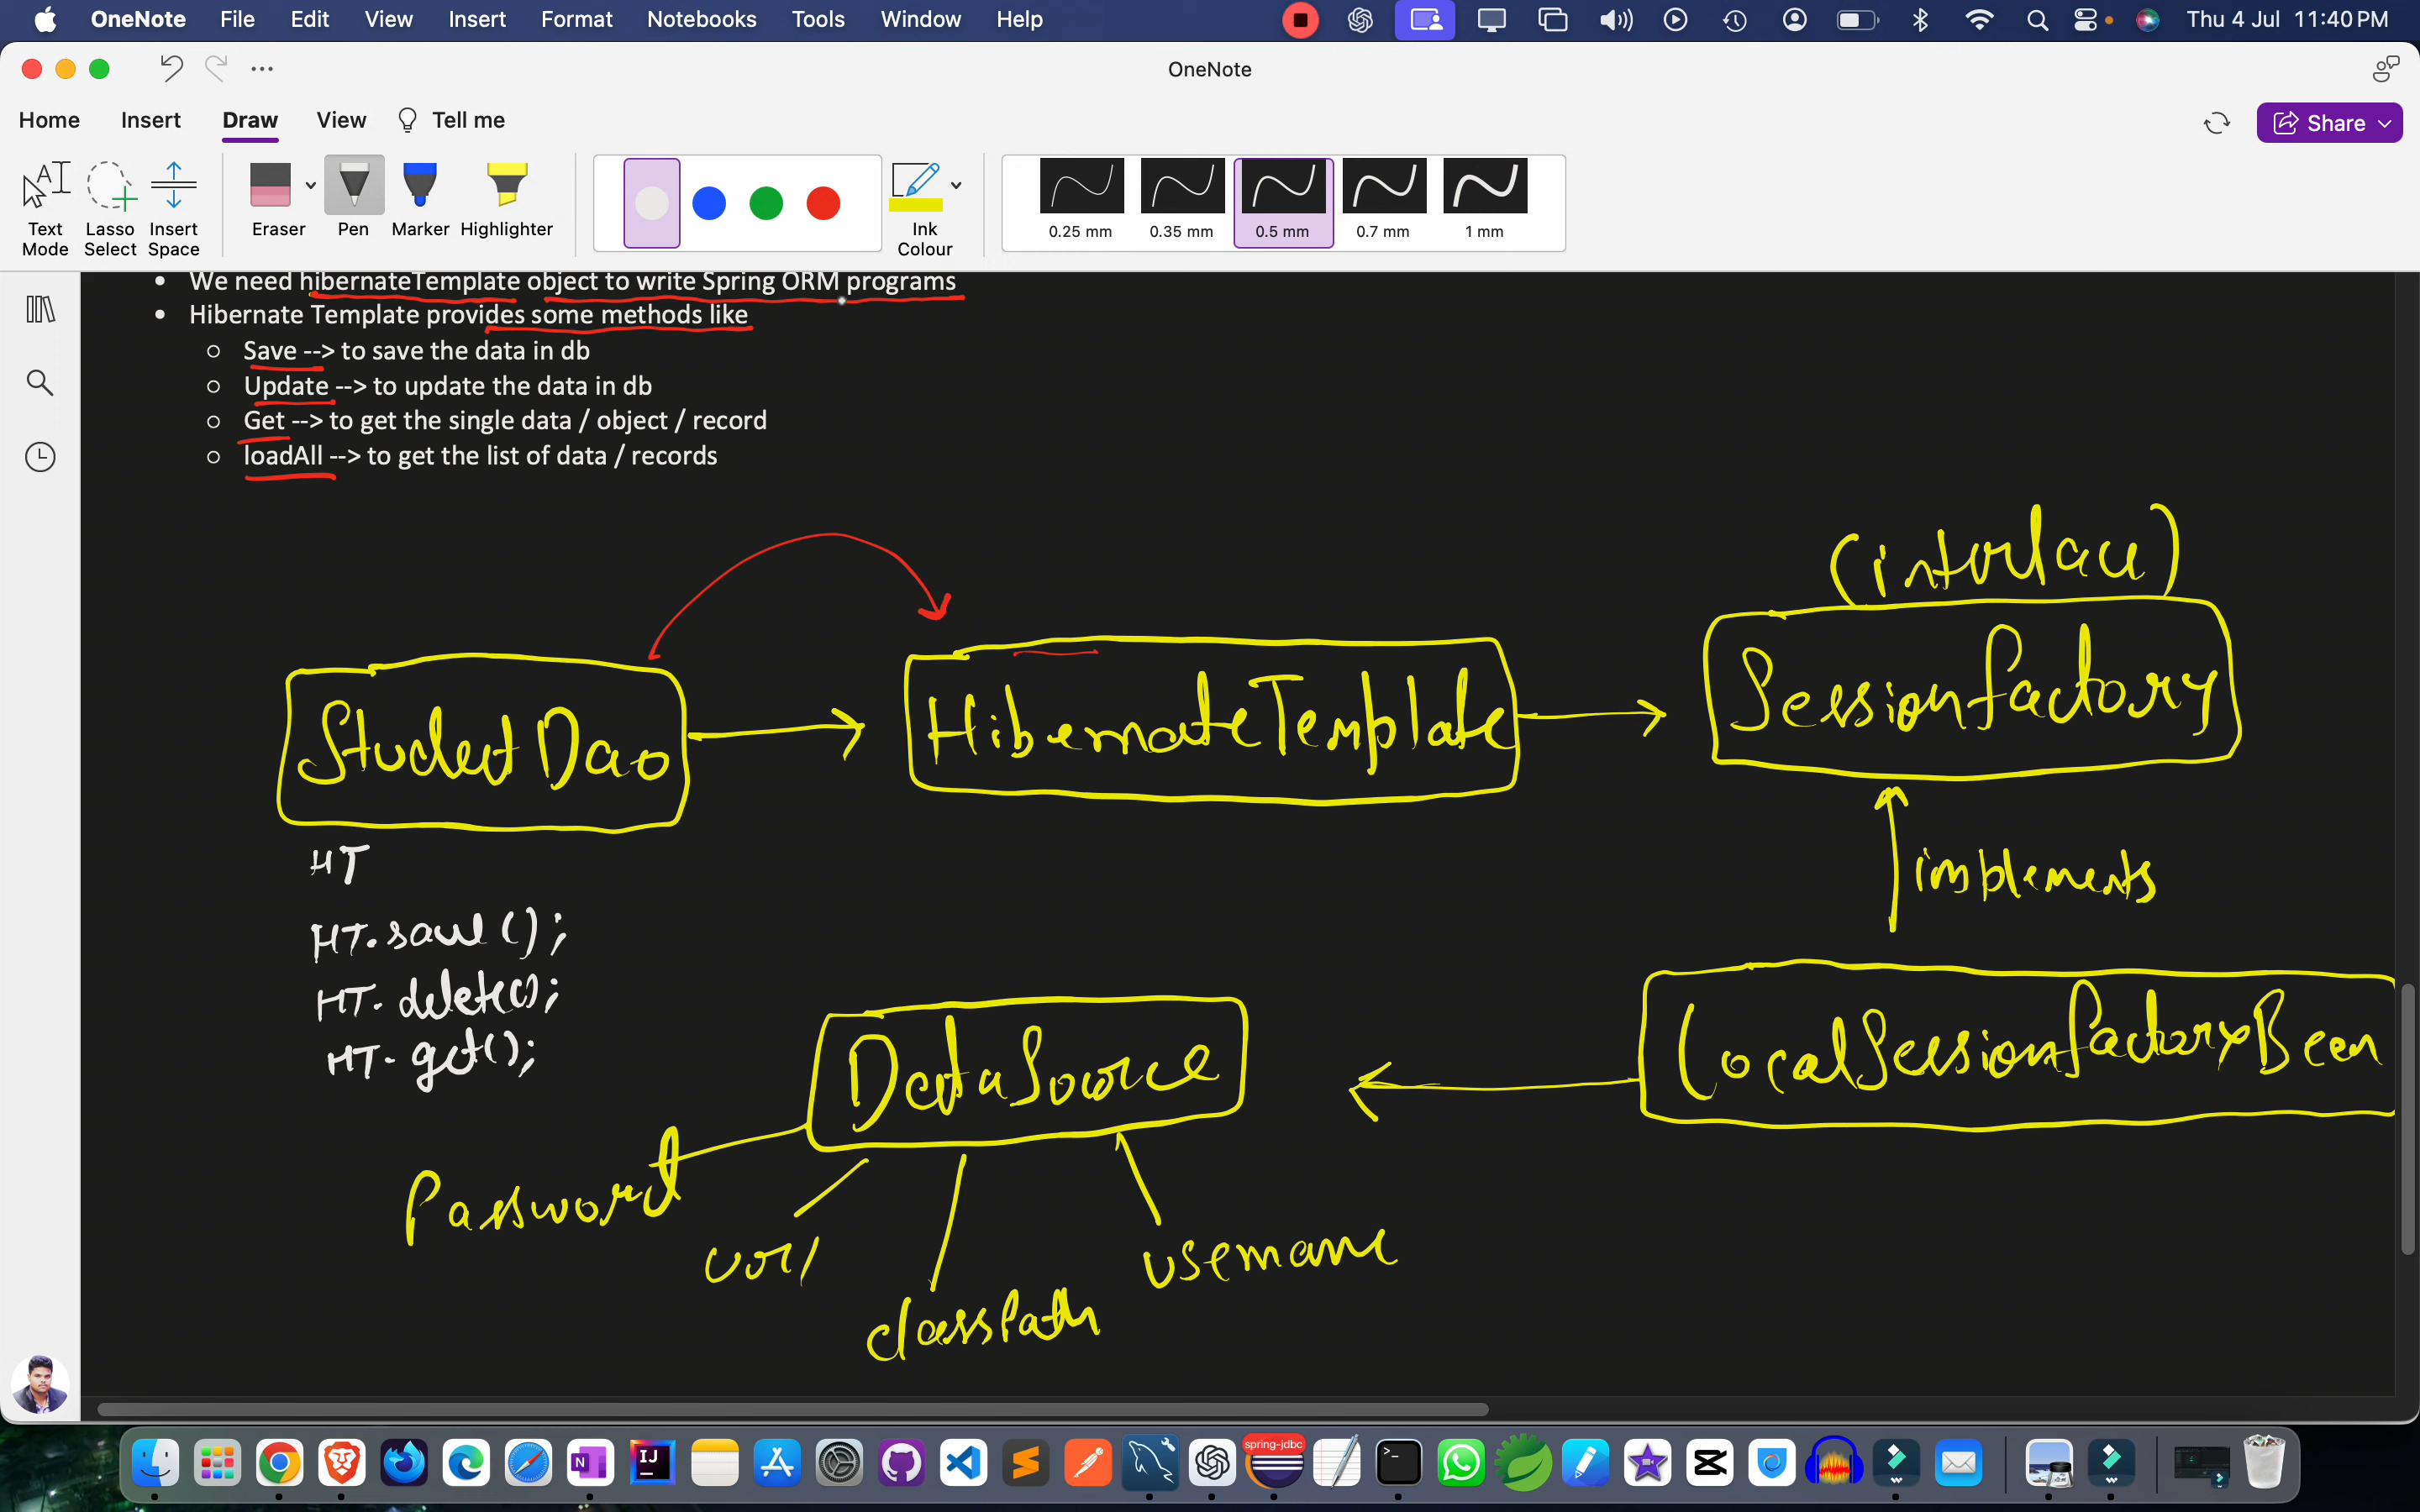 OneNote File Edit View Insert Format Notebooks Tools Window Help Thu 4 Jul 11:40 PM
OneNote
Home Insert Draw View Tell me Share
Text Mode Lasso Select Insert Space Eraser Pen Marker Highlighter Ink Colour 0.25 mm 0.35 mm 0.5 mm 0.7 mm 1 mm
• We need hibernateTemplate object to write Spring ORM programs
• Hibernate Template provides some methods like
○ Save --> to save the data in db
○ Update --> to update the data in db
○ Get --> to get the single data / object / record
○ loadAll --> to get the list of data / records
(interface)
StudentDao HibernateTemplate SessionFactory
HT
implements
HT.save();
HT.delete();
HT.get();
DataSource LocalSessionFactoryBean
Password
url
username
classPath
spring-jdbc